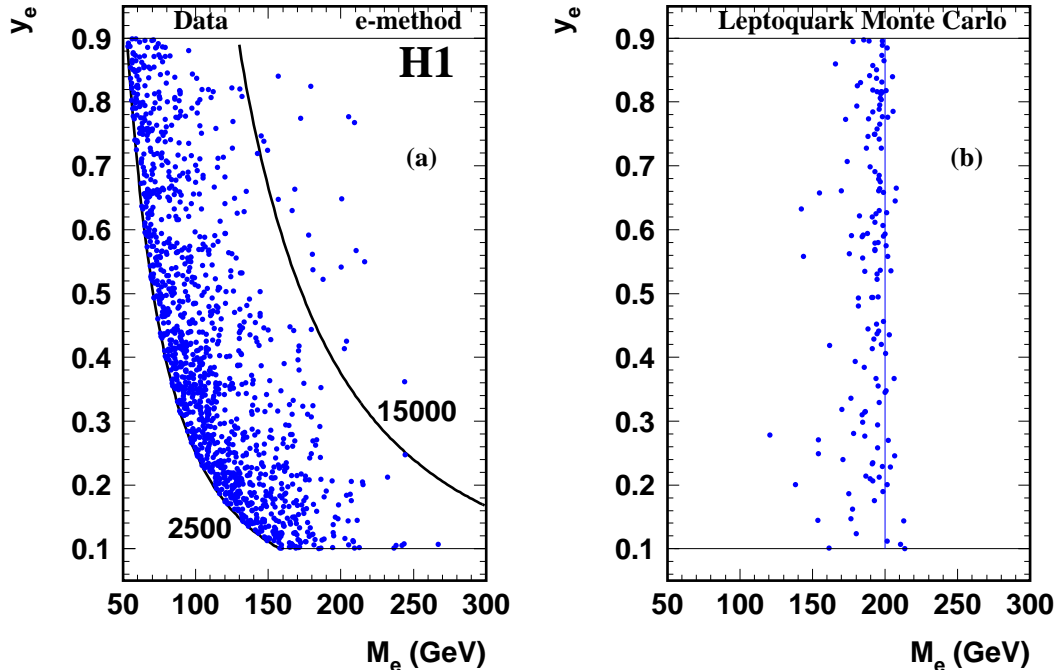 y_e
Data e-method
H1
(a)
15000
2500
0.9
0.8
0.7
0.6
0.5
0.4
0.3
0.2
0.1
50 100 150 200 250 300
M_e (GeV)
y_e
Leptoquark Monte Carlo
(b)
0.9
0.8
0.7
0.6
0.5
0.4
0.3
0.2
0.1
50 100 150 200 250 300
M_e (GeV)